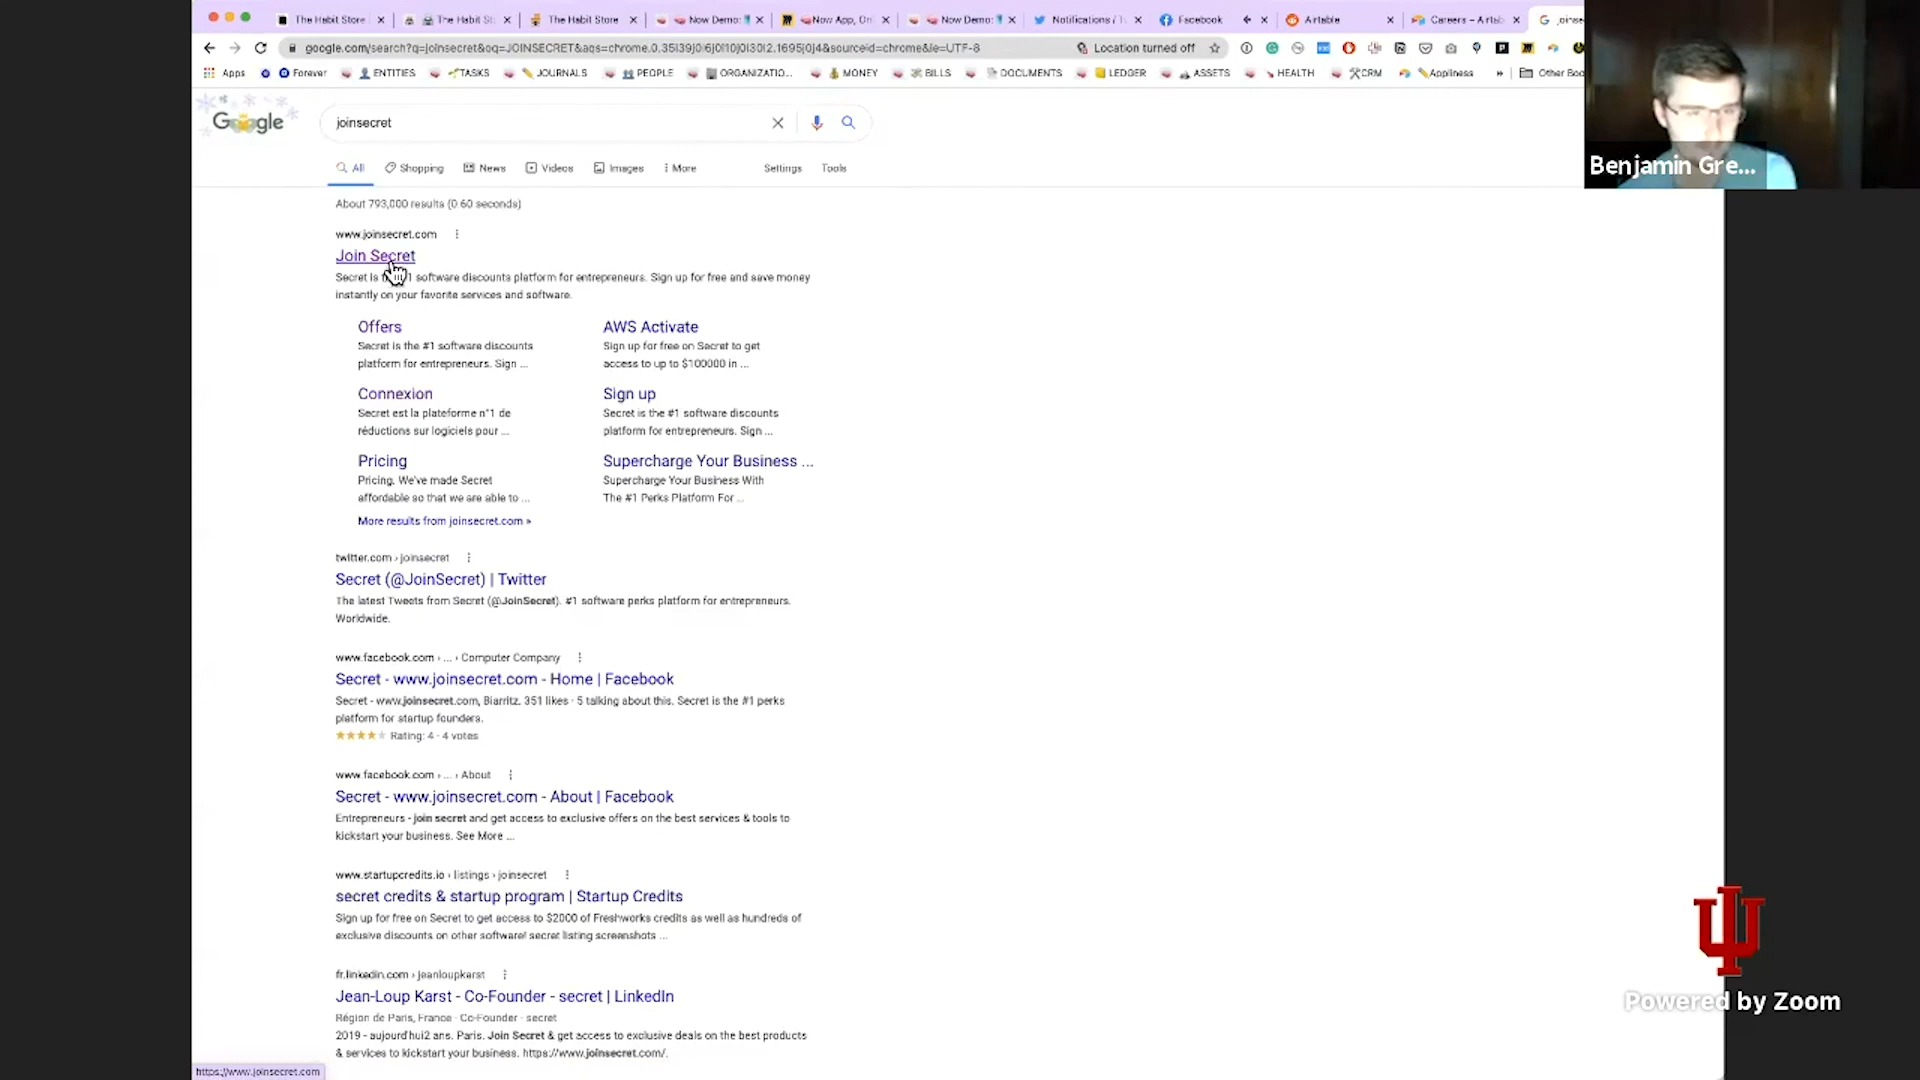 The Habit Store
The Habit St
The Habit Store
Now Demo:
Now App, On
Now Demo:
Notifications / T
Facebook
Airtable
Careers – Airtab
joinse
google.com/search?q=joinsecret&oq=JOINSECRET&aqs=chrome.0.35i39j0i6j0l10j0i30l2.1695j0j4&sourceid=chrome&ie=UTF-8
Location turned off
Apps
Forever
ENTITIES
TASKS
JOURNALS
PEOPLE
ORGANIZATIO...
MONEY
BILLS
DOCUMENTS
LEDGER
ASSETS
HEALTH
CRM
Appliness
»
Other Boo
Benjamin Gre...
Google
joinsecret
All
Shopping
News
Videos
Images
More
Settings
Tools
About 793,000 results (0.60 seconds)
www.joinsecret.com
Join Secret
Secret is 1 software discounts platform for entrepreneurs. Sign up for free and save money
instantly on your favorite services and software.
Offers
Secret is the #1 software discounts
platform for entrepreneurs. Sign ...
AWS Activate
Sign up for free on Secret to get
access to up to $100000 in ...
Connexion
Secret est la plateforme n°1 de
réductions sur logiciels pour ...
Sign up
Secret is the #1 software discounts
platform for entrepreneurs. Sign ...
Pricing
Pricing. We've made Secret
affordable so that we are able to ...
Supercharge Your Business ...
Supercharge Your Business With
The #1 Perks Platform For ...
More results from joinsecret.com »
twitter.com › joinsecret
Secret (@JoinSecret) | Twitter
The latest Tweets from Secret (@JoinSecret). #1 software perks platform for entrepreneurs.
Worldwide.
www.facebook.com › ... › Computer Company
Secret - www.joinsecret.com - Home | Facebook
Secret - www.joinsecret.com, Biarritz. 351 likes · 5 talking about this. Secret is the #1 perks
platform for startup founders.
Rating: 4 · 4 votes
www.facebook.com › ... › About
Secret - www.joinsecret.com - About | Facebook
Entrepreneurs - join secret and get access to exclusive offers on the best services & tools to
kickstart your business. See More ...
www.startupcredits.io › listings › joinsecret
secret credits & startup program | Startup Credits
Sign up for free on Secret to get access to $2000 of Freshworks credits as well as hundreds of
exclusive discounts on other software! secret listing screenshots ...
fr.linkedin.com › jeanloupkarst
Jean-Loup Karst - Co-Founder - secret | LinkedIn
Région de Paris, France · Co-Founder · secret
2019 - aujourd'hui2 ans. Paris. Join Secret & get access to exclusive deals on the best products
& services to kickstart your business. https://www.joinsecret.com/.
https://www.joinsecret.com
Powered by Zoom